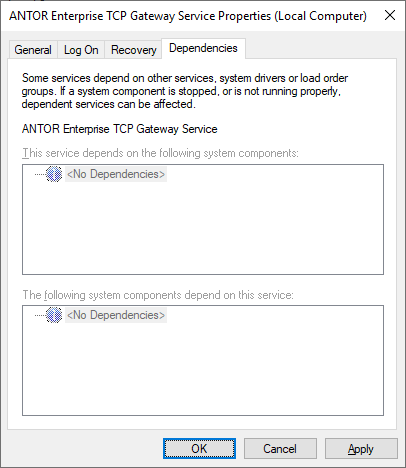 ANTOR Enterprise TCP Gateway Service Properties (Local Computer)
General Log On Recovery Dependencies
Some services depend on other services, system drivers or load order
groups. If a system component is stopped, or is not running properly,
dependent services can be affected.
ANTOR Enterprise TCP Gateway Service
This service depends on the following system components:
<No Dependencies>
The following system components depend on this service:
<No Dependencies>
OK Cancel Apply